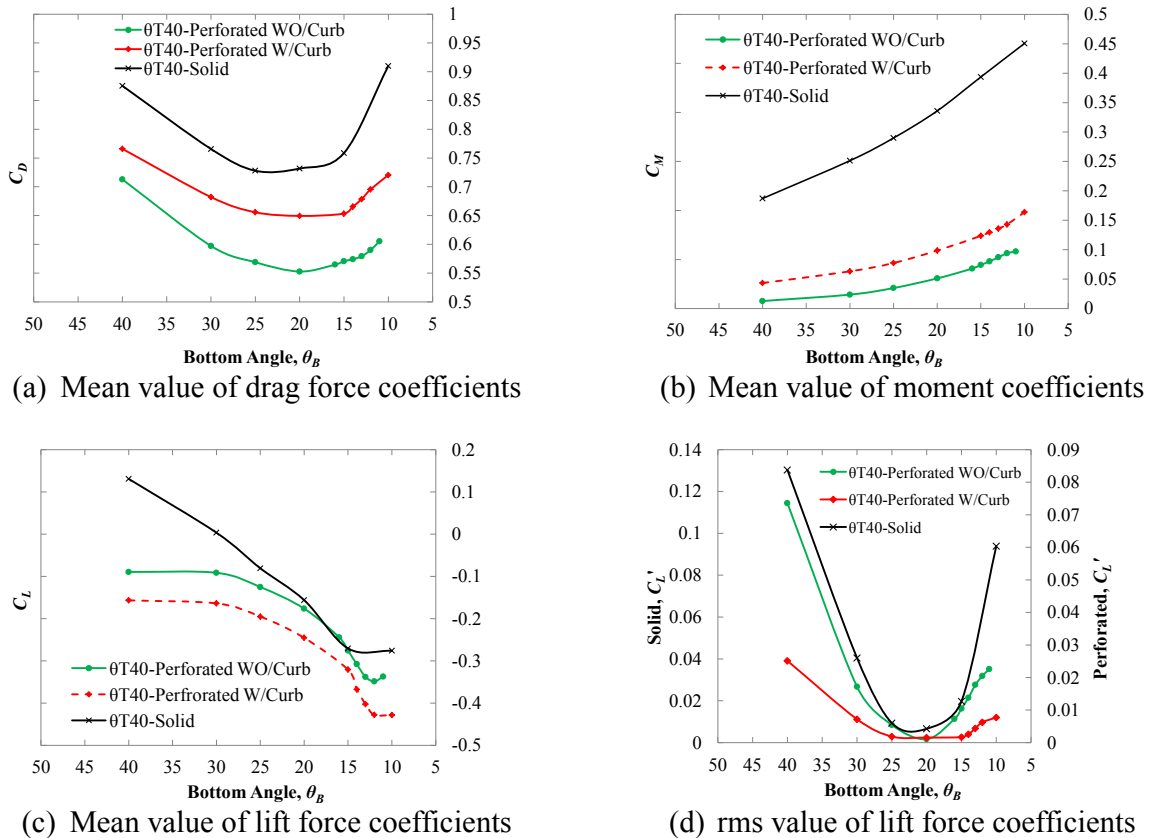 θT40-Perforated WO/Curb
θT40-Perforated W/Curb
θT40-Solid
1
0.95
0.9
0.85
0.8
0.75
0.7
0.65
0.6
0.55
0.5
C_D
50 45 40 35 30 25 20 15 10 5
Bottom Angle, θ_B
(a) Mean value of drag force coefficients
θT40-Perforated WO/Curb
θT40-Perforated W/Curb
θT40-Solid
0.5
0.45
0.4
0.35
0.3
0.25
0.2
0.15
0.1
0.05
0
C_M
50 45 40 35 30 25 20 15 10 5
Bottom Angle, θ_B
(b) Mean value of moment coefficients
0.2
0.1
0
-0.1
-0.2
-0.3
-0.4
-0.5
C_L
θT40-Perforated WO/Curb
θT40-Perfrorated W/Curb
θT40-Solid
50 45 40 35 30 25 20 15 10 5
Bottom Angle, θ_B
(c) Mean value of lift force coefficients
0.14
0.12
0.1
0.08
0.06
0.04
0.02
0
Solid, C_L'
θT40-Perforated WO/Curb
θT40-Perforated W/Curb
θT40-Solid
0.09
0.08
0.07
0.06
0.05
0.04
0.03
0.02
0.01
0.00
Perforated, C_L'
50 45 40 35 30 25 20 15 10 5
Bottom Angle, θ_B
(d) rms value of lift force coefficients